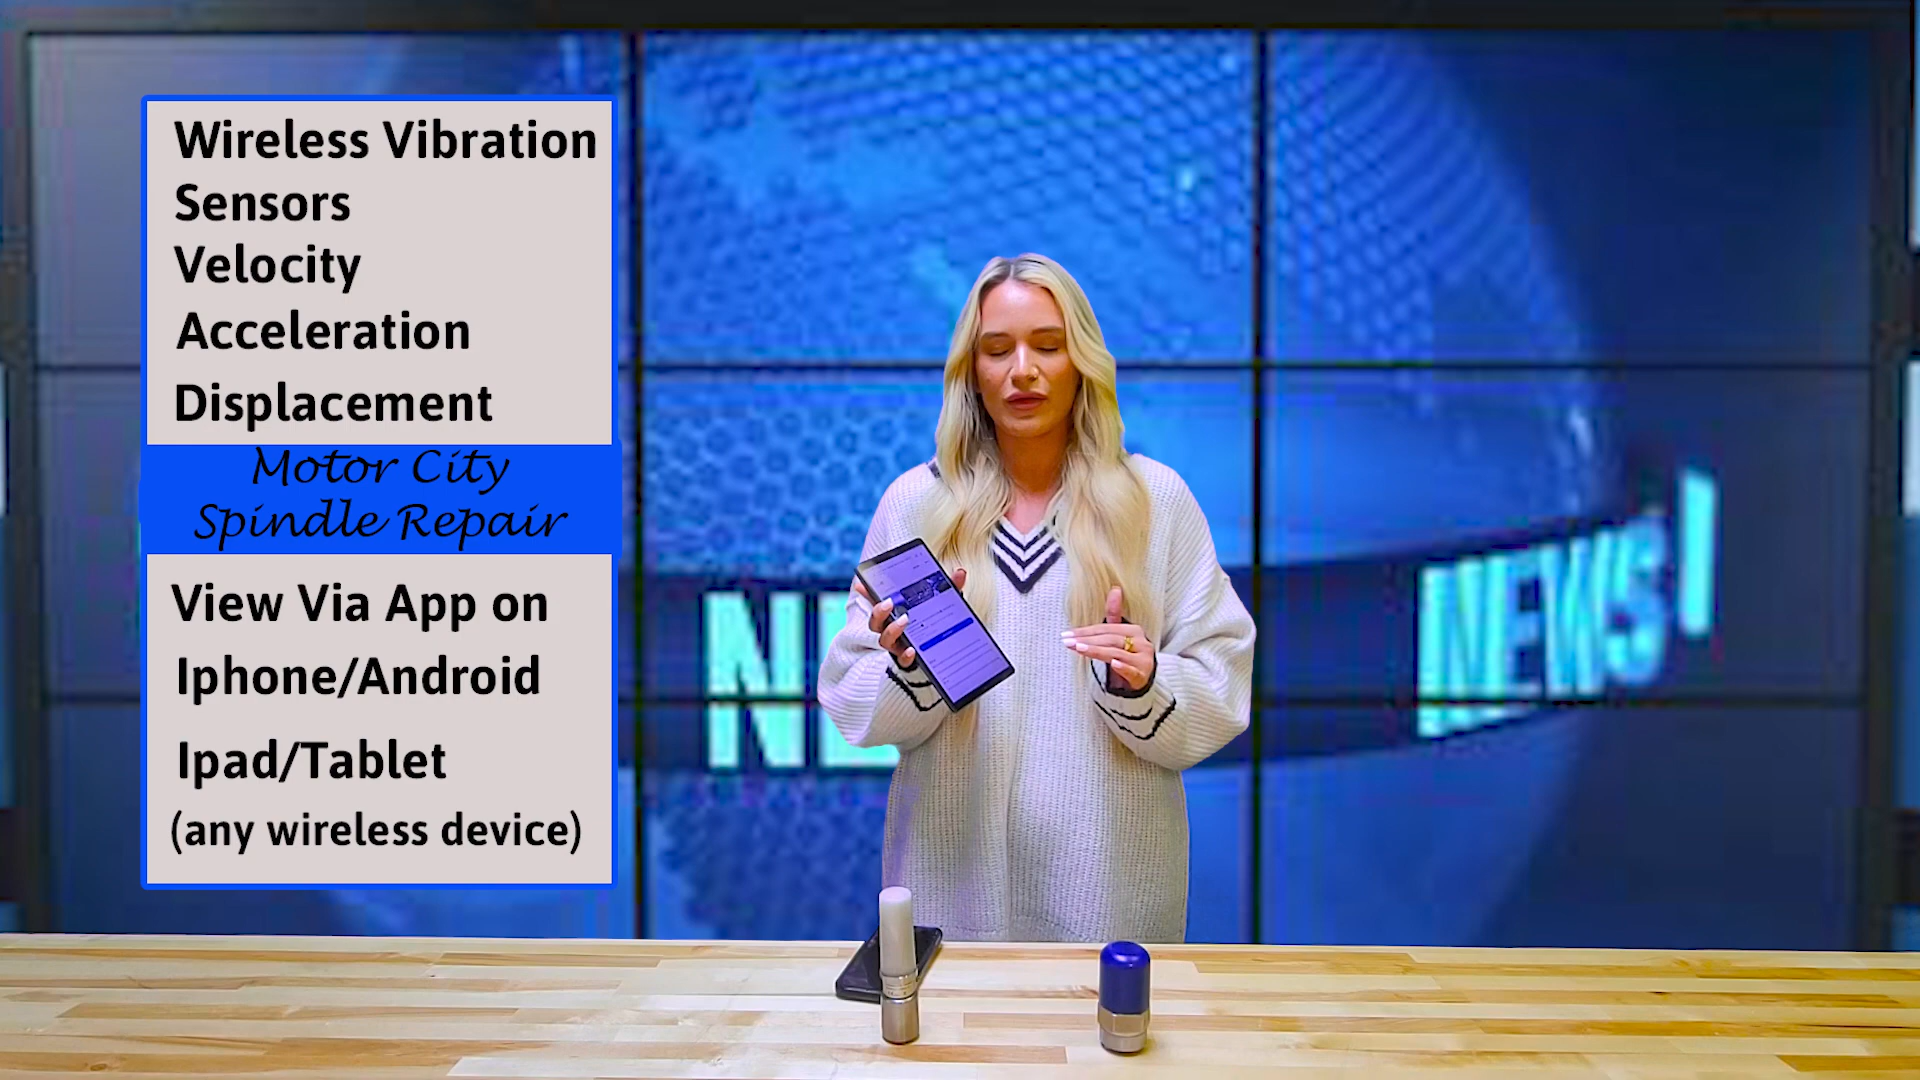 Wireless Vibration
Sensors
Velocity
Acceleration
Displacement
Motor City
Spindle Repair
View Via App on
Iphone/Android
Ipad/Tablet
(any wireless device)
NEWS